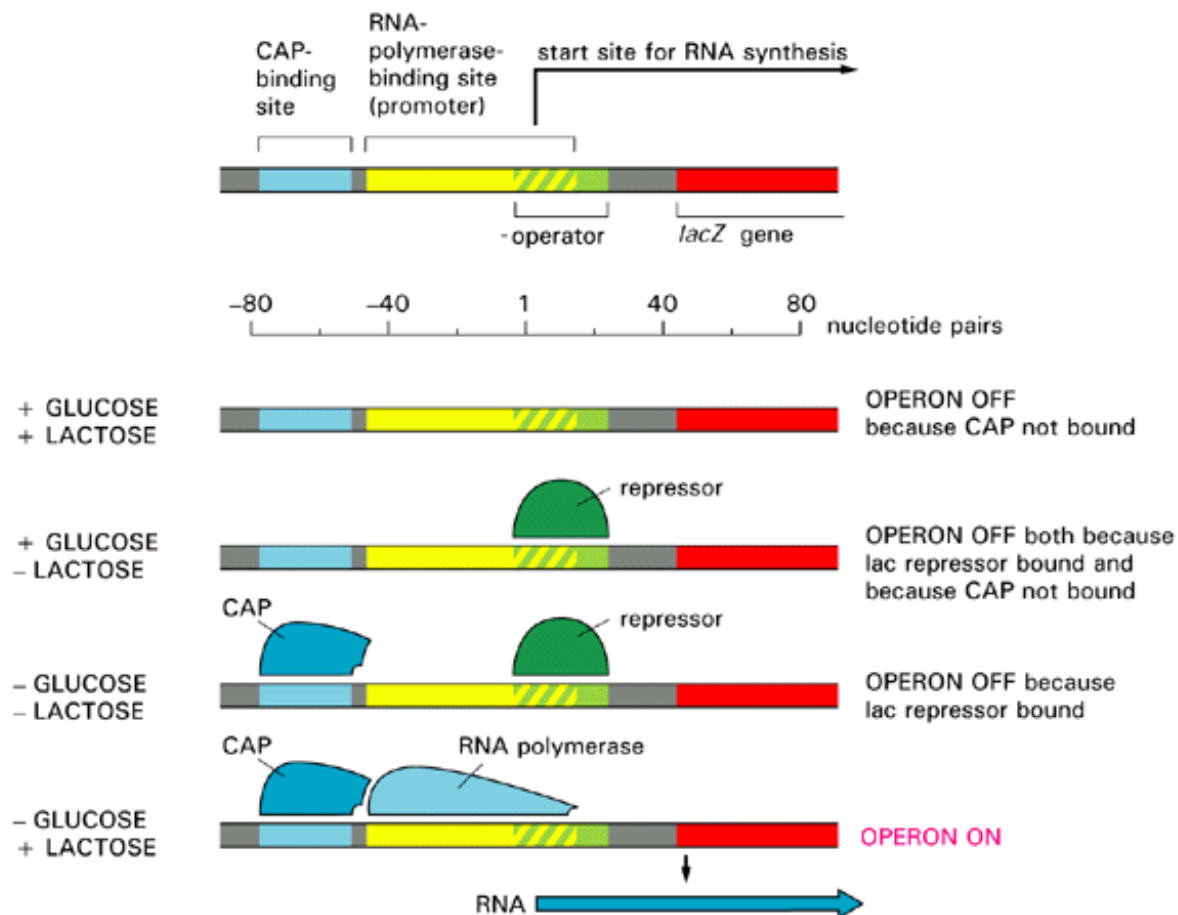 CAP-
binding
site
RNA-
polymerase-
binding site
(promoter)
start site for RNA synthesis
-operator
lacZ gene
–80 –40 1 40 80
nucleotide pairs
+ GLUCOSE
+ LACTOSE
OPERON OFF
because CAP not bound
repressor
+ GLUCOSE
– LACTOSE
OPERON OFF both because
lac repressor bound and
because CAP not bound
CAP
repressor
– GLUCOSE
– LACTOSE
OPERON OFF because
lac repressor bound
CAP
RNA polymerase
– GLUCOSE
+ LACTOSE
OPERON ON
RNA